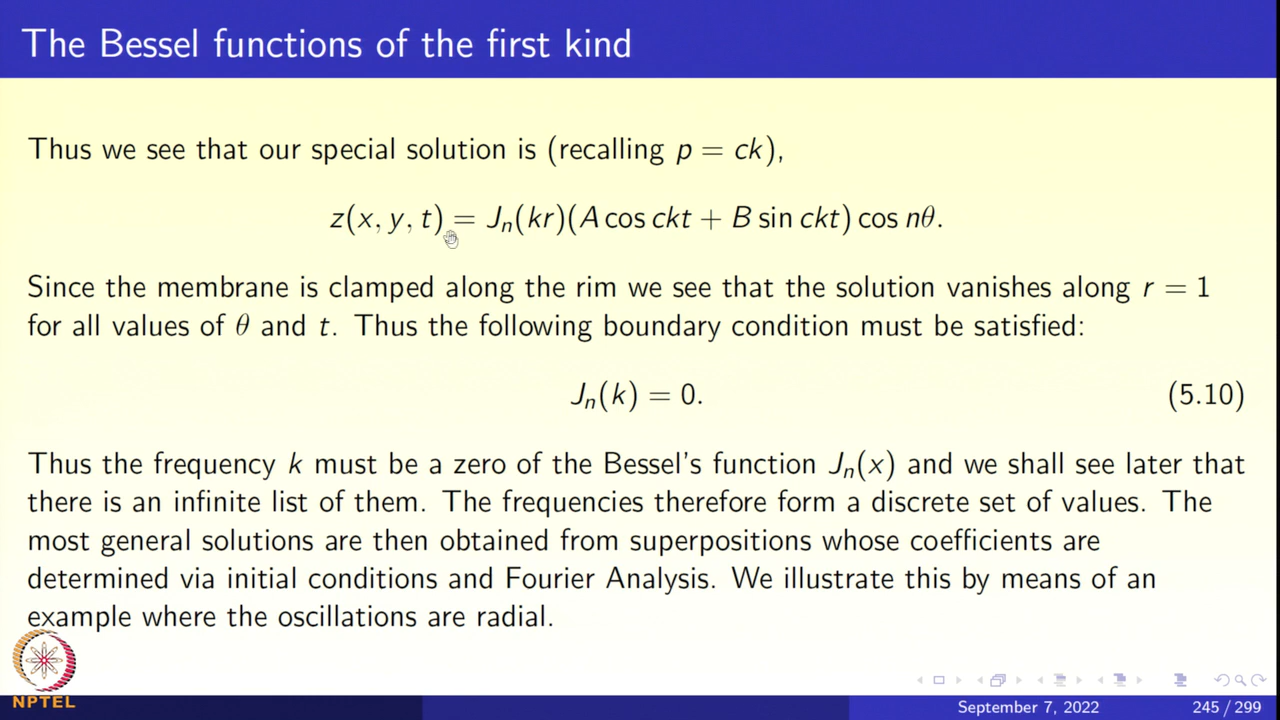 The Bessel functions of the first kind
Thus we see that our special solution is (recalling p = ck),
z(x, y, t) = Jₙ(kr)(A cos ckt + B sin ckt) cos nθ.
Since the membrane is clamped along the rim we see that the solution vanishes along r = 1
for all values of θ and t. Thus the following boundary condition must be satisfied:
Jₙ(k) = 0. (5.10)
Thus the frequency k must be a zero of the Bessel's function Jₙ(x) and we shall see later that
there is an infinite list of them. The frequencies therefore form a discrete set of values. The
most general solutions are then obtained from superpositions whose coefficients are
determined via initial conditions and Fourier Analysis. We illustrate this by means of an
example where the oscillations are radial.
NPTEL
September 7, 2022 245 / 299